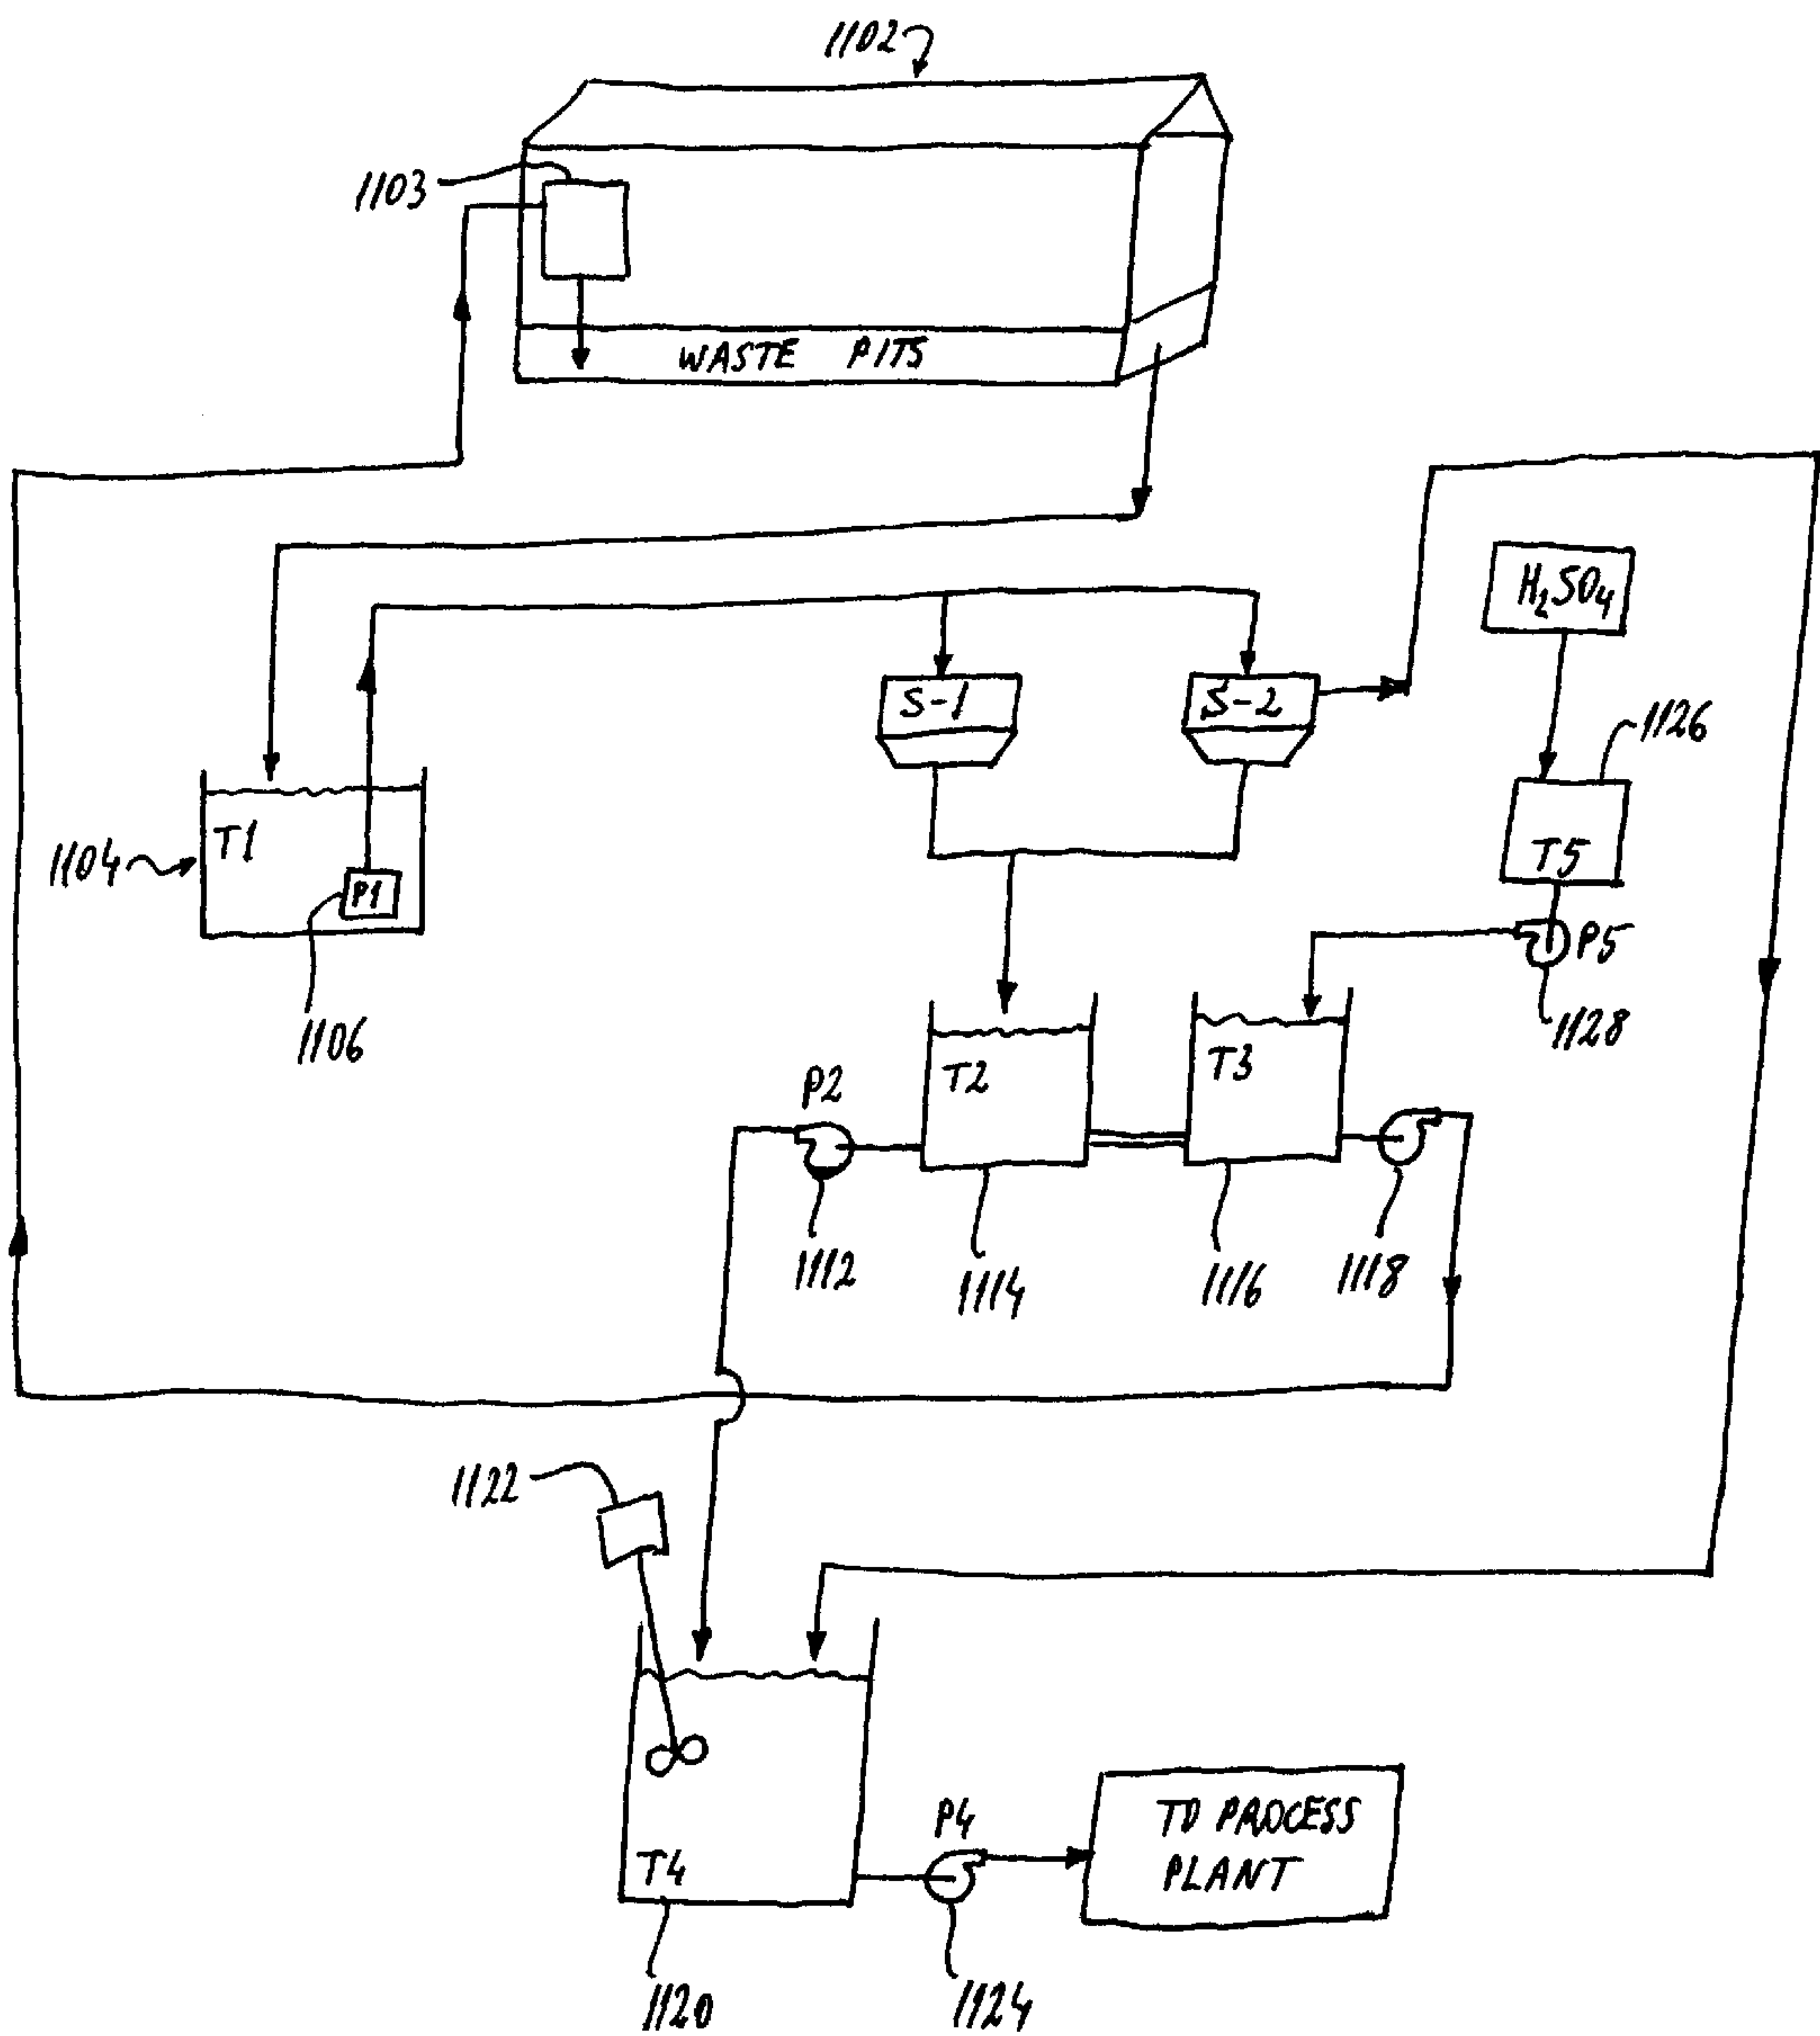 1102
1103
WASTE PITS
H₂SO₄
S-1
S-2
1126
T1
1104
P1
T5
P5
1106
1128
T2
T3
P2
1112
1114
1116
1118
1122
P4
TO PROCESS
PLANT
T4
1120
1124